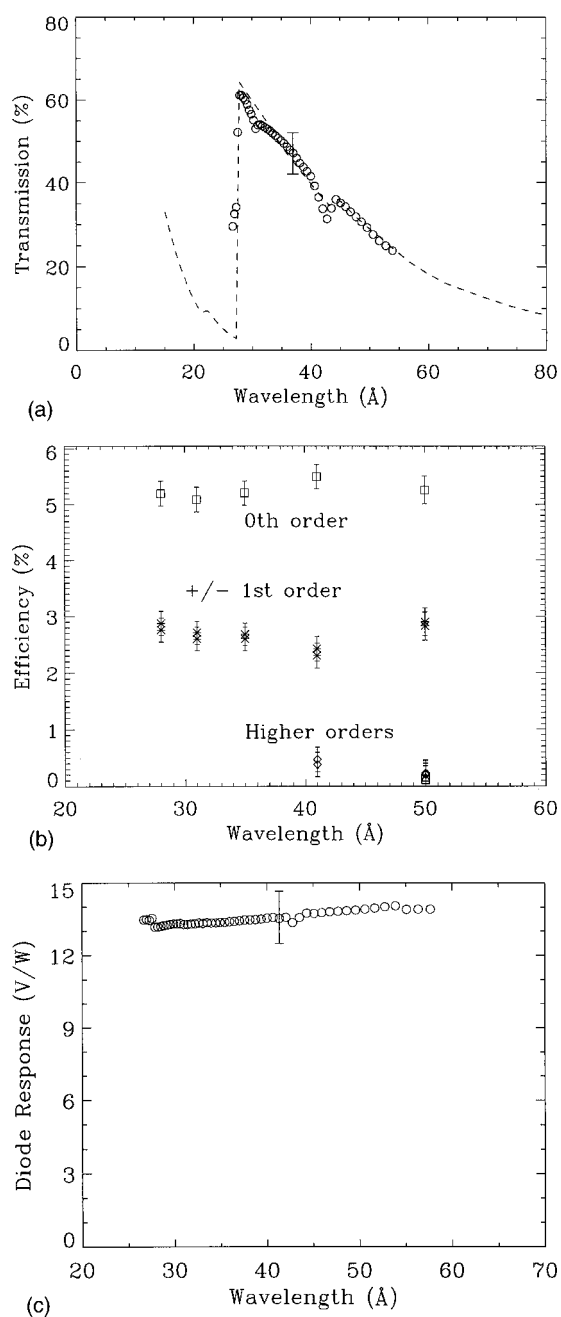 80
60
40
20
0
Transmission (%)
0 20 40 60 80
Wavelength (Å)
(a)
6
5
4
3
2
1
0
Efficiency (%)
0th order
+/− 1st order
Higher orders
20 30 40 50 60
Wavelength (Å)
(b)
15
12
9
6
3
0
Diode Response (V/W)
20 30 40 50 60 70
Wavelength (Å)
(c)